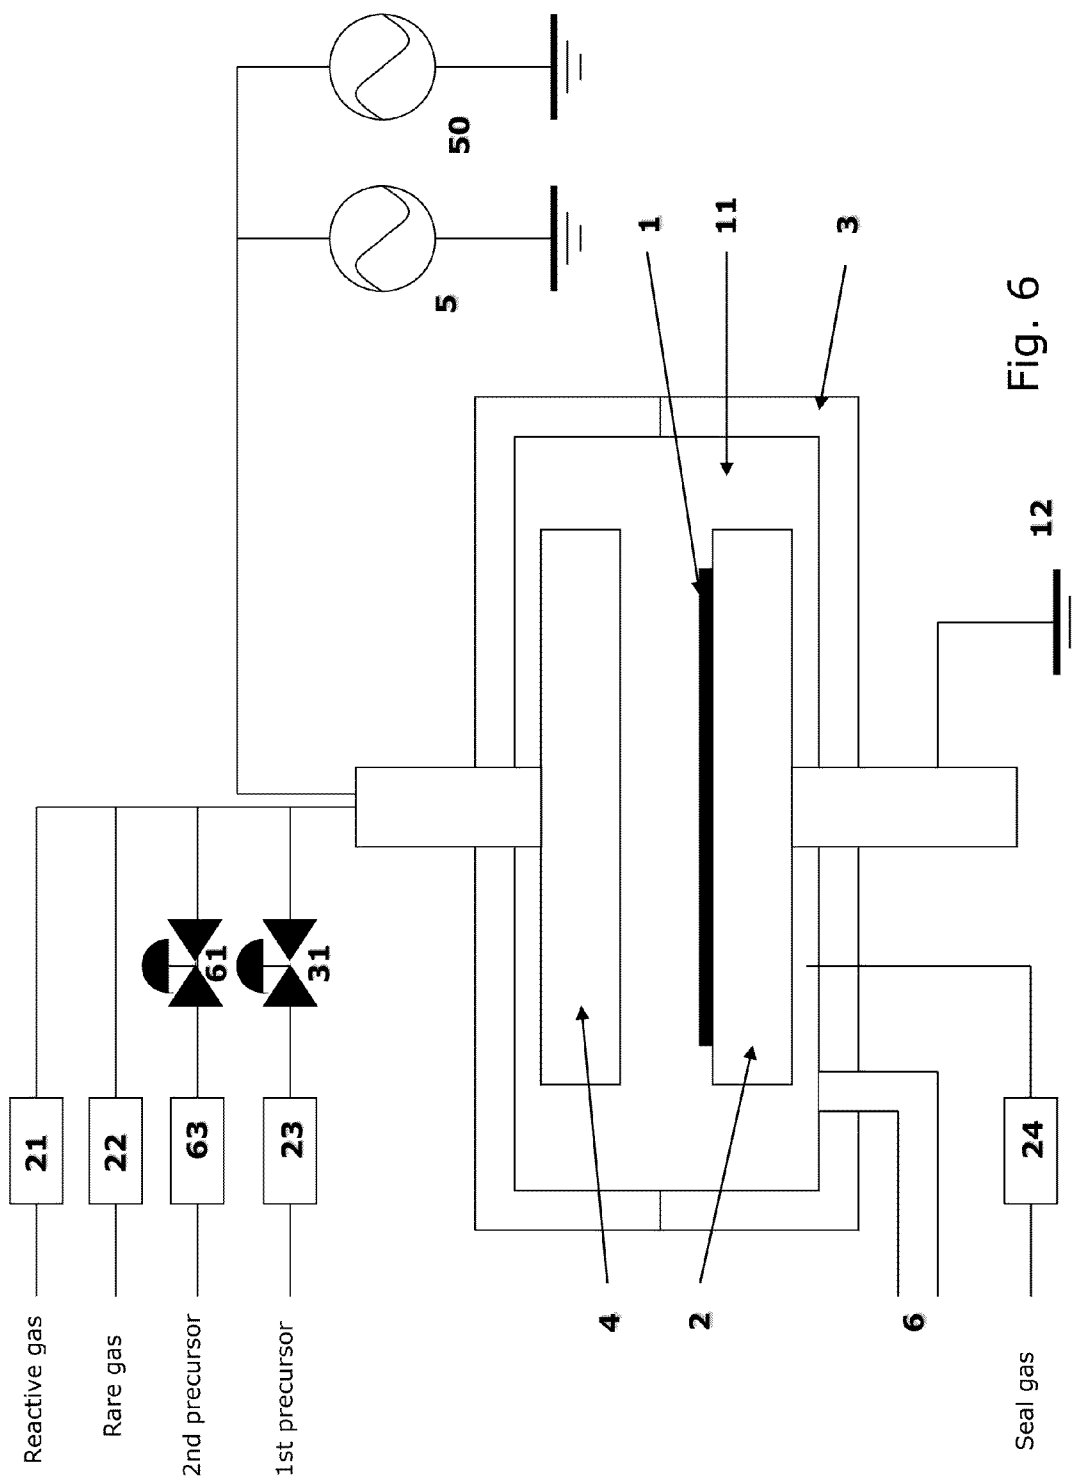 Reactive gas
21
Rare gas
22
2nd precursor
63
61
1st precursor
23
31
5
50
4
2
1
11
3
6
Seal gas
24
12
Fig. 6